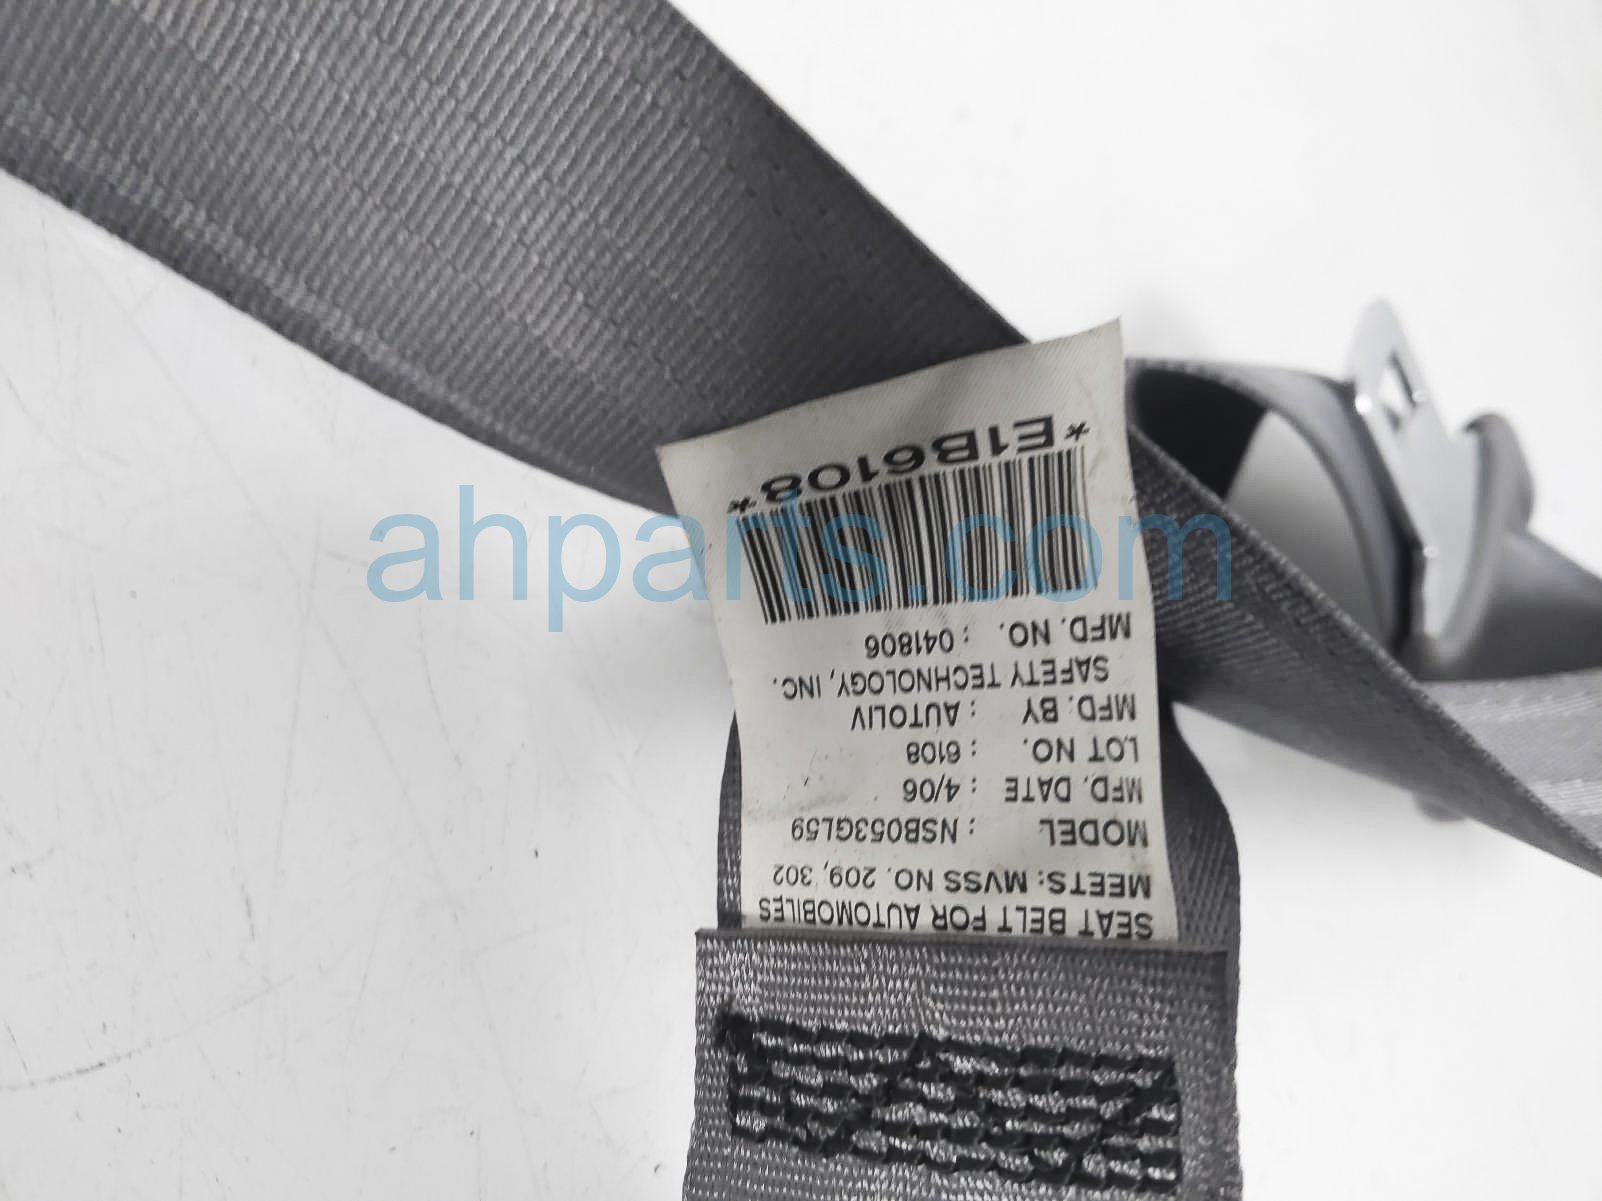 SEAT BELT FOR AUTOMOBILES
MEETS: MVSS NO. 209, 302
MODEL : NSB053GL59
MFD. DATE : 4/06
LOT NO. : 6108
MFD. BY : AUTOLIV
SAFETY TECHNOLOGY, INC.
MFD. NO. : 041806
*E1B6108*
ahparts.com